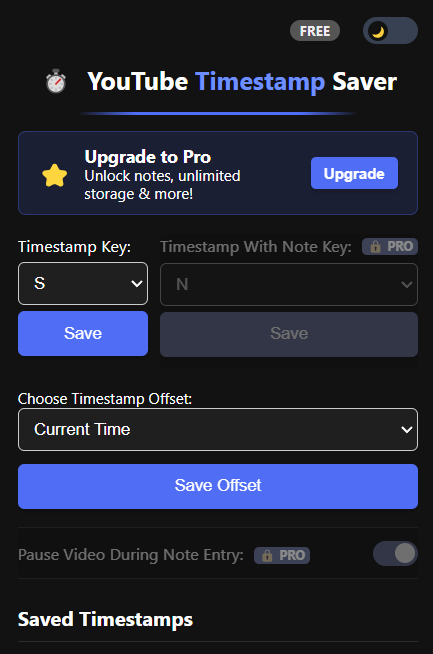 FREE
YouTube Timestamp Saver
Upgrade to Pro
Unlock notes, unlimited
storage & more!
Upgrade
Timestamp Key:
Timestamp With Note Key: PRO
S
N
Save
Save
Choose Timestamp Offset:
Current Time
Save Offset
Pause Video During Note Entry: PRO
Saved Timestamps